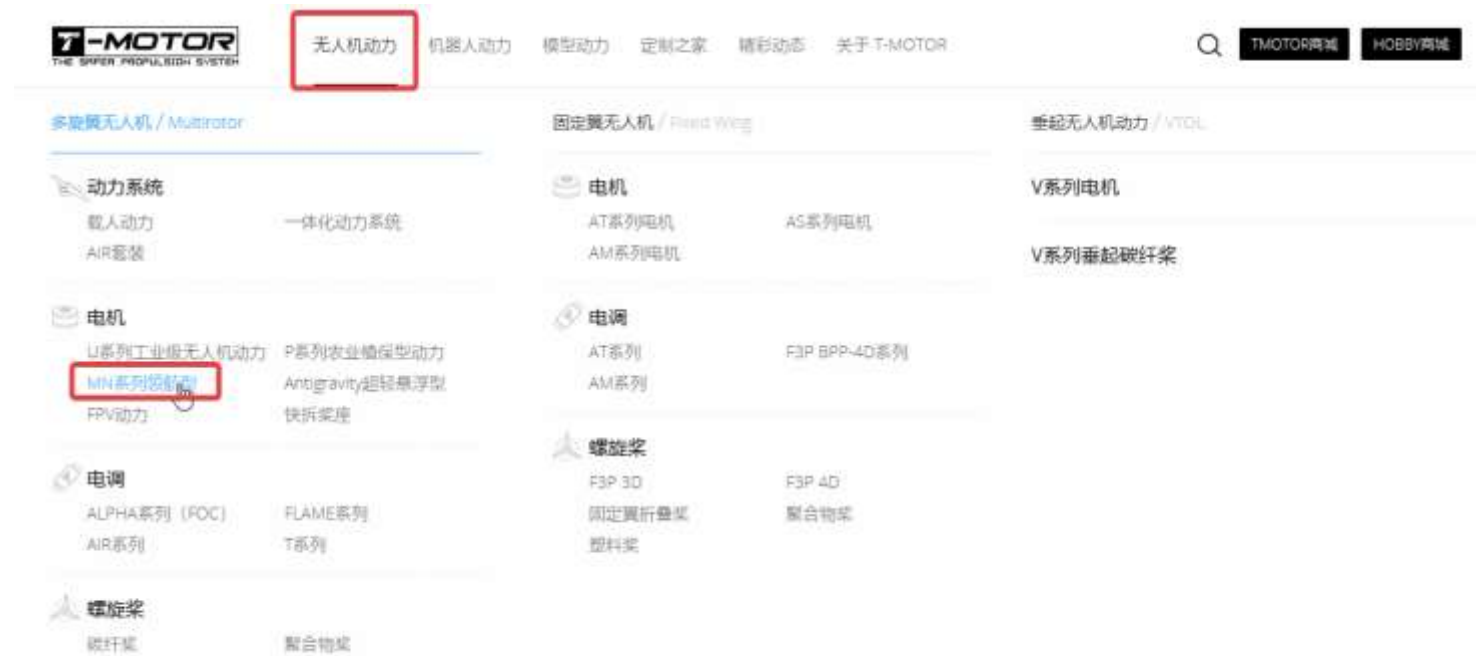 T-MOTOR
THE SAFER PROPULSION SYSTEM
无人机动力 机器人动力 模型动力 定制之家 精彩动态 关于 T-MOTOR
TMOTOR商城 HOBBY商城
多旋翼无人机 / Multirotor
动力系统
载人动力 一体化动力系统
AIR套装
电机
U系列工业级无人机动力 P系列农业植保型动力
MN系列领航型 Antigravity超轻悬浮型
FPV动力 快拆桨座
电调
ALPHA系列（FOC） FLAME系列
AIR系列 T系列
螺旋桨
碳纤桨 聚合物桨
固定翼无人机 / Fixed Wing
电机
AT系列电机 AS系列电机
AM系列电机
电调
AT系列 F3P BPP-4D系列
AM系列
螺旋桨
F3P 3D F3P 4D
固定翼折叠桨 聚合物桨
塑料桨
垂起无人机动力 / VTOL
V系列电机
V系列垂起碳纤桨